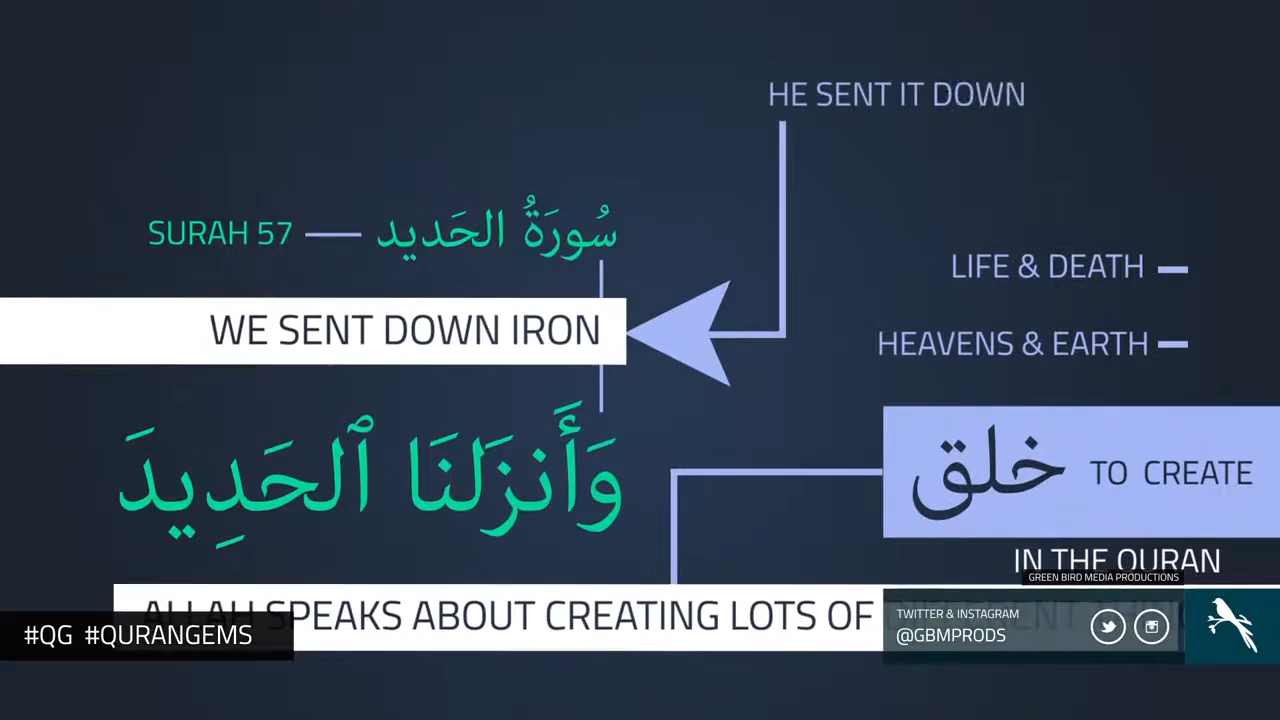 HE SENT IT DOWN
SURAH 57 — سُورَةُ الحَديد
LIFE & DEATH
WE SENT DOWN IRON
HEAVENS & EARTH
وَأَنزَلنَا ٱلحَدِيدَ
خلق TO CREATE
IN THE QURAN
GREEN BIRD MEDIA PRODUCTIONS
ALLAH SPEAKS ABOUT CREATING LOTS OF
TWITTER & INSTAGRAM
@GBMPRODS
#QG #QURANGEMS